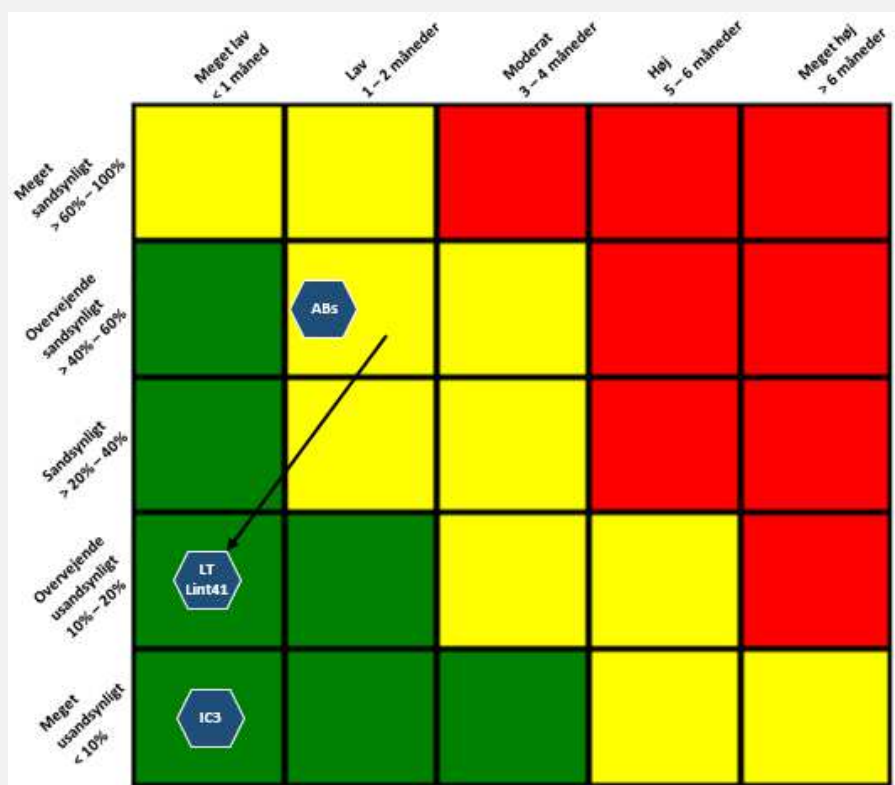 Meget lav
< 1 måned
Lav
1 – 2 måneder
Moderat
3 – 4 måneder
Høj
5 – 6 måneder
Meget høj
> 6 måneder
Meget
sandsynligt
> 60% – 100%
Overvejende
sandsynligt
> 40% – 60%
ABs
Sandsynligt
> 20% – 40%
Overvejende
usandsynligt
10% – 20%
LT
Lint41
Meget
usandsynligt
< 10%
IC3